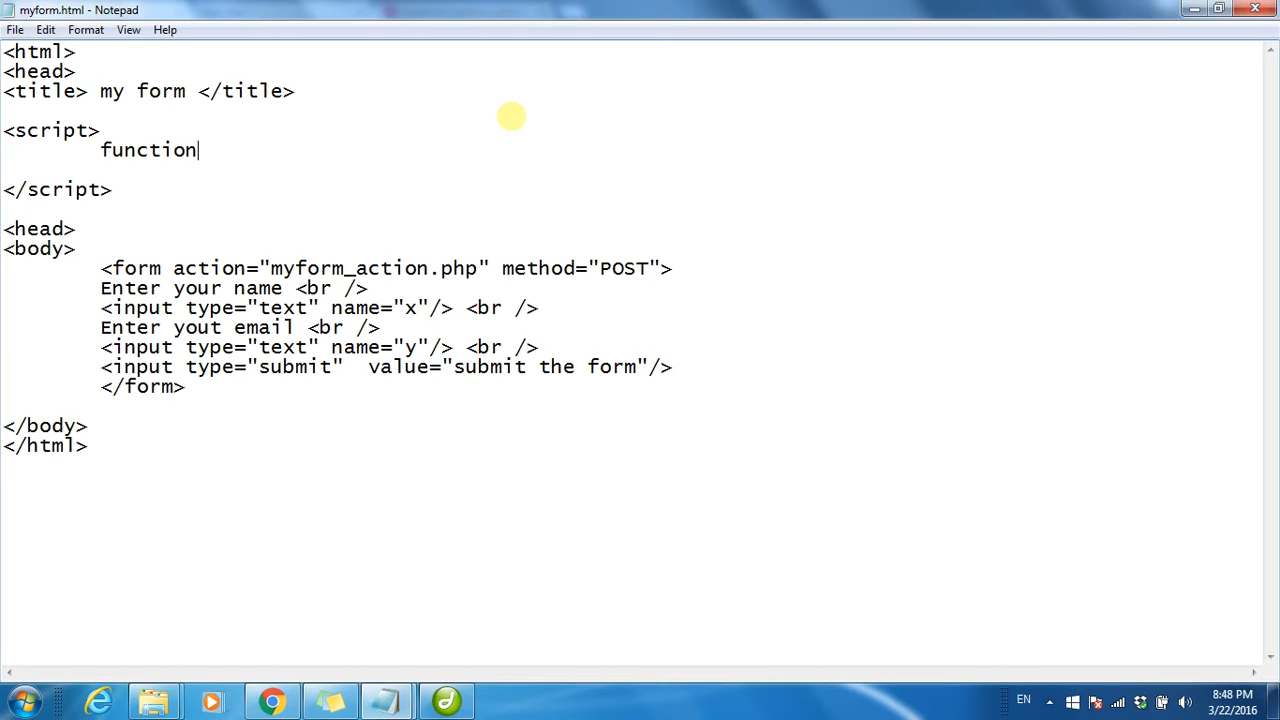 myform.html - Notepad
File Edit Format View Help
<html>
<head>
<title> my form </title>
<script>
function
</script>
<head>
<body>
<form action="myform_action.php" method="POST">
Enter your name <br />
<input type="text" name="x"/> <br />
Enter yout email <br />
<input type="text" name="y"/> <br />
<input type="submit"  value="submit the form"/>
</form>
</body>
</html>
EN
8:48 PM
3/22/2016